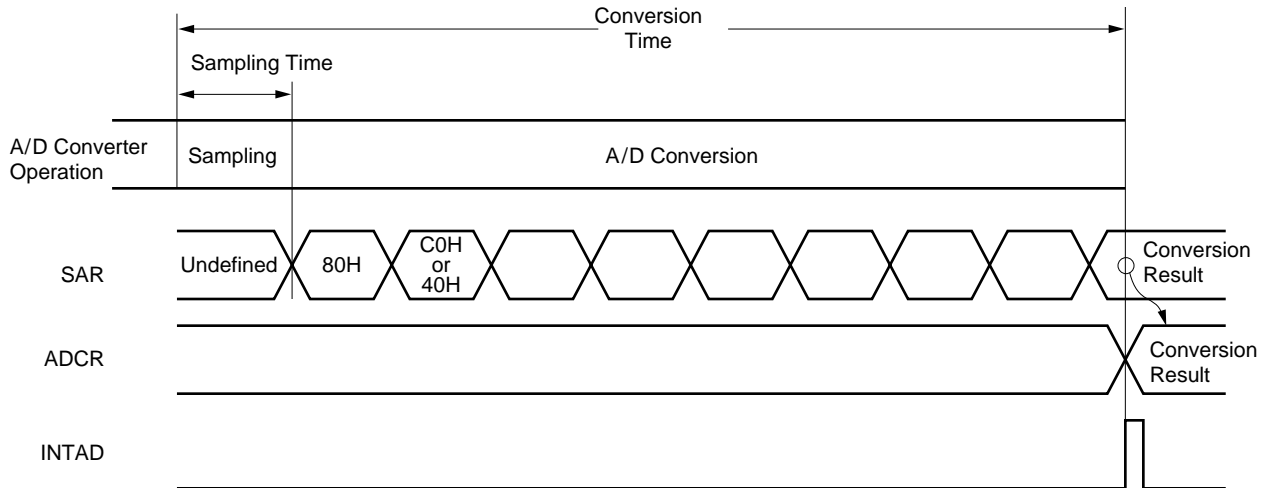 Conversion
Time
Sampling Time
A/D Converter
Operation
Sampling
A/D Conversion
SAR
Undefined
80H
C0H
or
40H
Conversion
Result
ADCR
Conversion
Result
INTAD